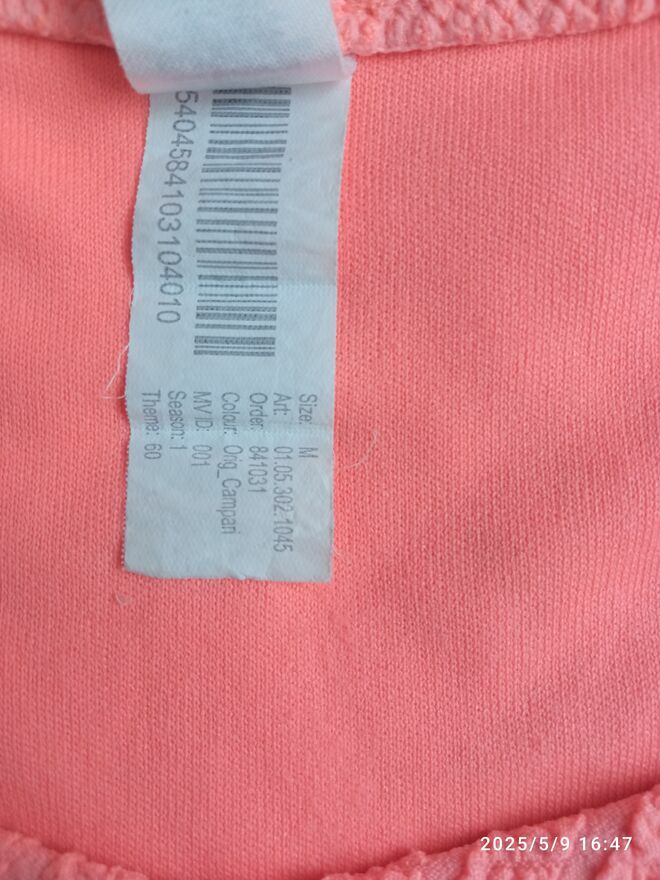 5404584103104010
Size: M
Art: 01.05.302.1045
Order: 841031
Colour: Orig_Campari
MVID: 001
Season: 1
Theme: 60
2025/5/9 16:47